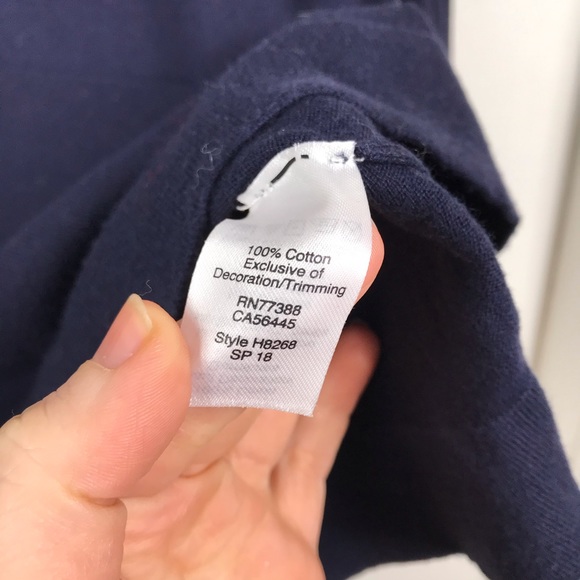 100% Cotton
Exclusive of
Decoration/Trimming
RN77388
CA56445
Style H8268
SP 18